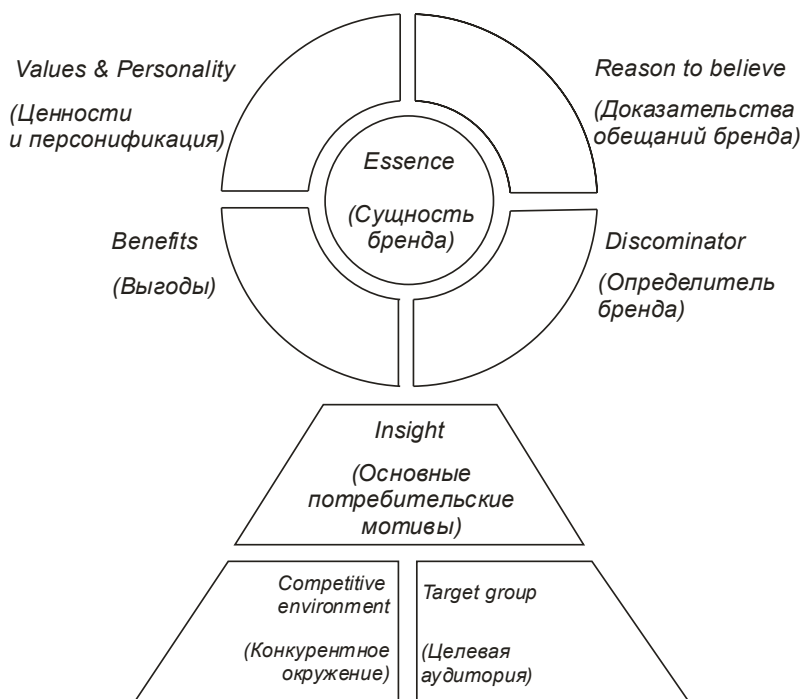 Values & Personality
(Ценности
и персонификация)
Reason to believe
(Доказательства
обещаний бренда)
Essence
(Сущность
бренда)
Benefits
(Выгоды)
Discominator
(Определитель
бренда)
Insight
(Основные
потребительские
мотивы)
Competitive
environment
(Конкурентное
окружение)
Target group
(Целевая
аудитория)